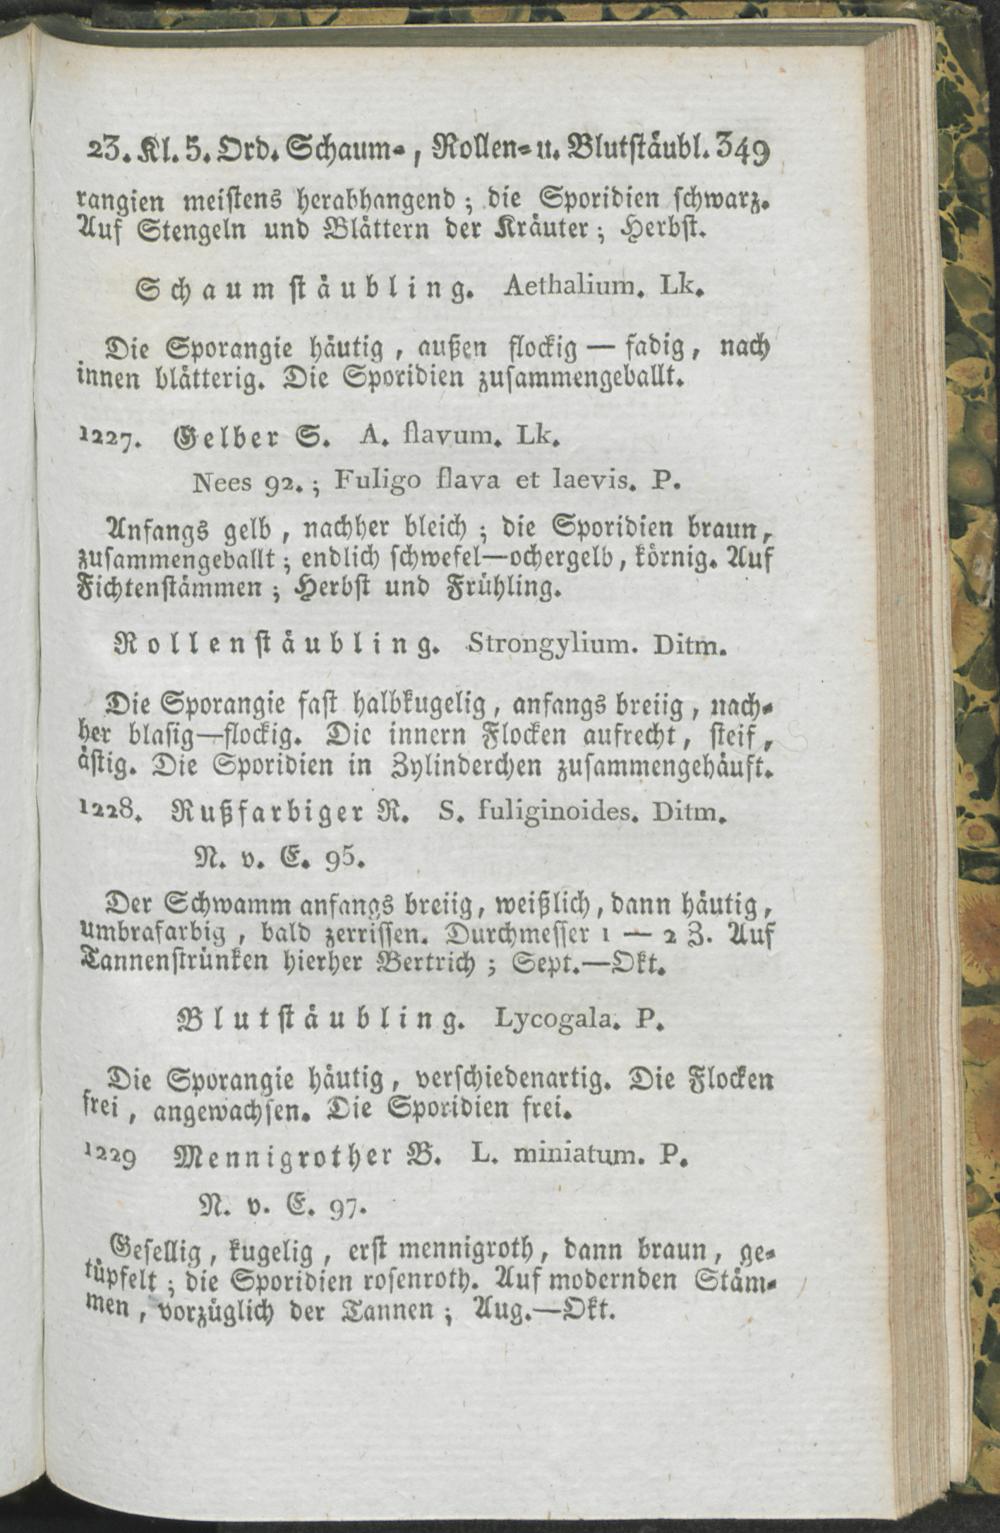 23. Kl. 5. Ord. Schaum-, Rollen- u. Blutstäubl. 349
rangien meistens herabhangend; die Sporidien schwarz.
Auf Stengeln und Blättern der Kräuter; Herbst.
Schaumstäubling. Aethalium. Lk.
Die Sporangie häutig, außen flockig — fadig, nach
innen blätterig. Die Sporidien zusammengeballt.
1227. Gelber S. A. flavum. Lk.
Nees 92.; Fuligo flava et laevis. P.
Anfangs gelb, nachher bleich; die Sporidien braun,
zusammengeballt; endlich schwefel—ochergelb, körnig. Auf
Fichtenstämmen; Herbst und Frühling.
Rollenstäubling. Strongylium. Ditm.
Die Sporangie fast halbkugelig, anfangs breiig, nach-
her blasig—flockig. Die innern Flocken aufrecht, steif,
ästig. Die Sporidien in Zylinderchen zusammengehäuft.
1228. Rußfarbiger R. S. fuliginoides. Ditm.
N. v. E. 95.
Der Schwamm anfangs breiig, weißlich, dann häutig,
umbrafarbig, bald zerrissen. Durchmesser 1 — 2 Z. Auf
Tannenstrünken hierher Bertrich; Sept.—Okt.
Blutstäubling. Lycogala. P.
Die Sporangie häutig, verschiedenartig. Die Flocken
frei, angewachsen. Die Sporidien frei.
1229 Mennigrother B. L. miniatum. P.
N. v. E. 97.
Gesellig, kugelig, erst mennigroth, dann braun, ge-
tüpfelt; die Sporidien rosenroth. Auf modernden Stäm-
men, vorzüglich der Tannen; Aug.—Okt.